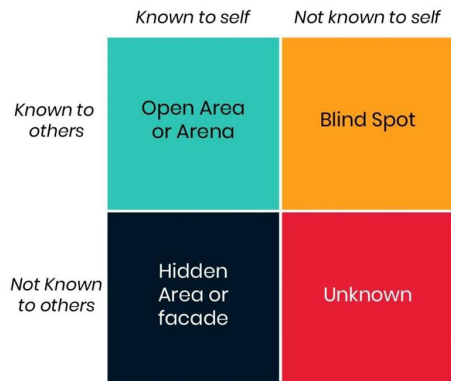 Known to self
Not known to self
Known to
others
Open Area
or Arena
Blind Spot
Not Known
to others
Hidden
Area or
facade
Unknown